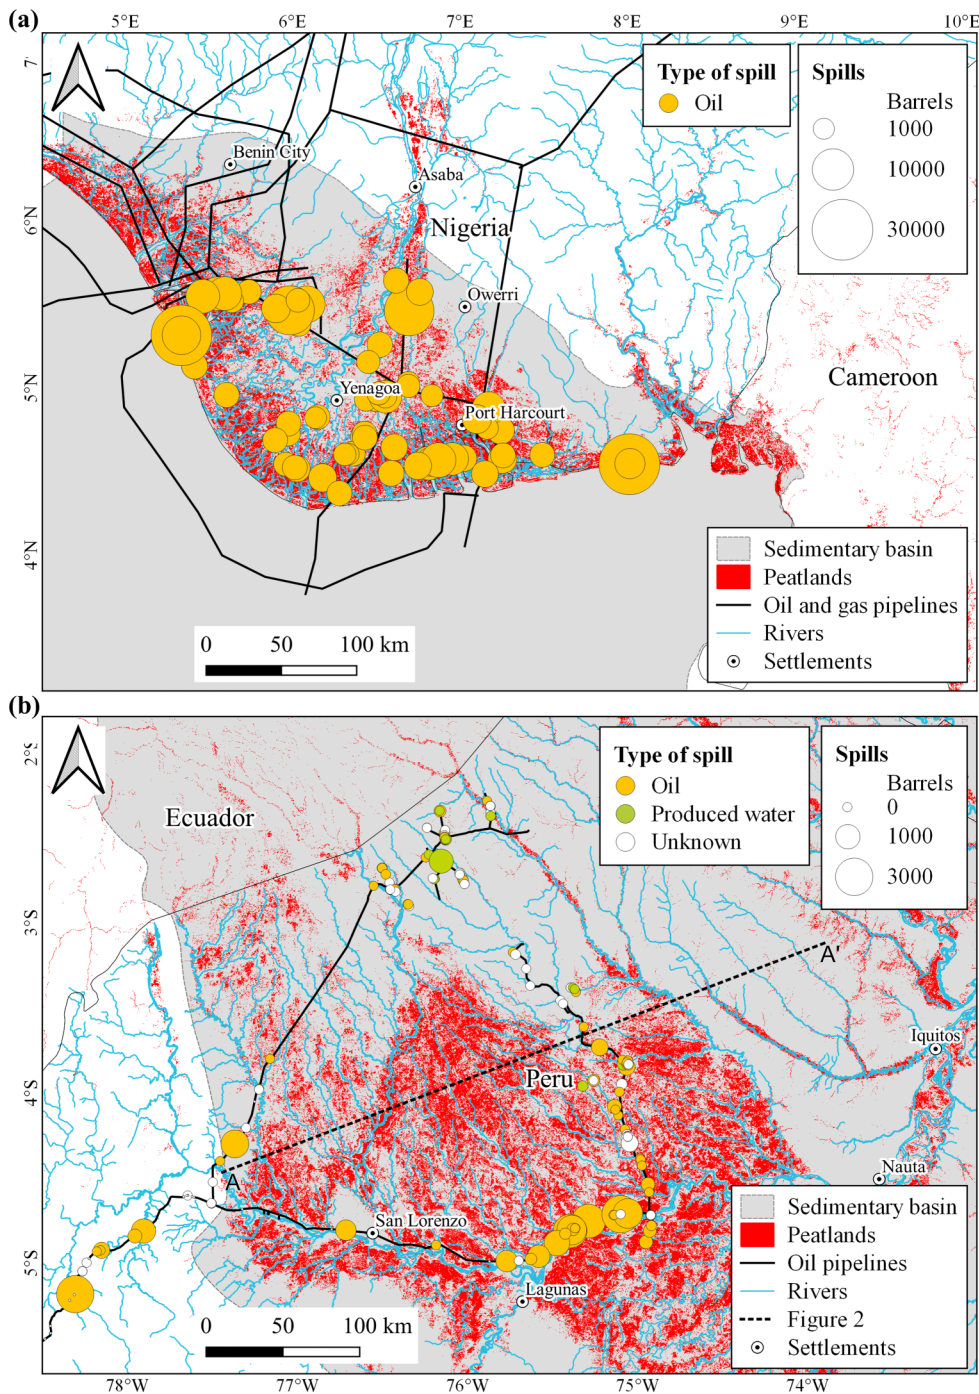 (a)
5°E 6°E 7°E 8°E 9°E 10°E
7°
6°N
5°N
4°N
Type of spill
Oil
Spills
Barrels
1000
10000
30000
Benin City
Asaba
Nigeria
Owerri
Cameroon
Yenagoa
Port Harcourt
Sedimentary basin
Peatlands
Oil and gas pipelines
Rivers
Settlements
0 50 100 km
(b)
2°S
3°S
4°S
5°S
Type of spill
Oil
Produced water
Unknown
Spills
Barrels
0
1000
3000
Ecuador
A'
Iquitos
Peru
A
Nauta
San Lorenzo
Lagunas
Sedimentary basin
Peatlands
Oil pipelines
Rivers
Figure 2
Settlements
0 50 100 km
78°W 77°W 76°W 75°W 74°W